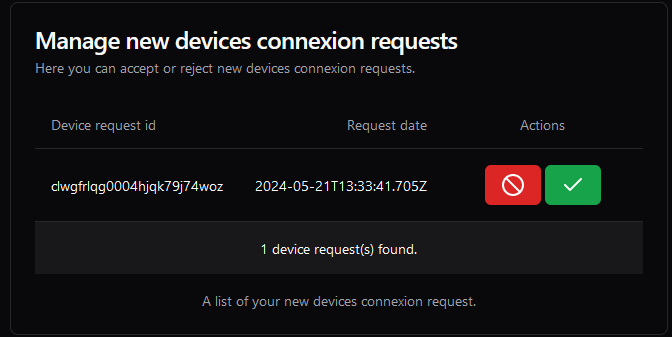 Manage new devices connexion requests
Here you can accept or reject new devices connexion requests.
Device request id Request date Actions
clwgfrlqg0004hjqk79j74woz 2024-05-21T13:33:41.705Z
1 device request(s) found.
A list of your new devices connexion request.